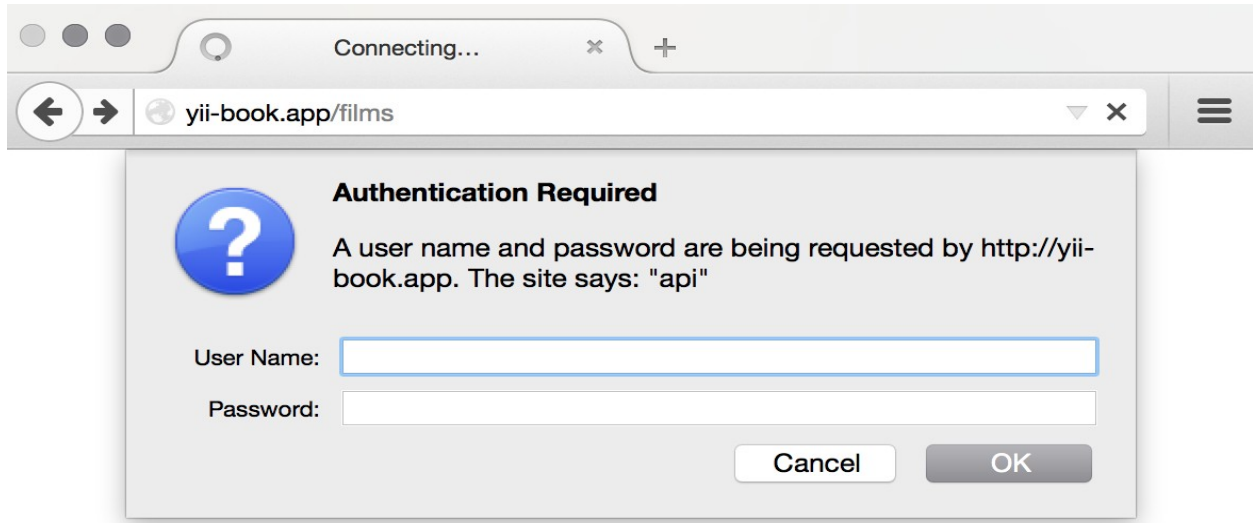 Connecting...
yii-book.app/films
Authentication Required
A user name and password are being requested by http://yii-
book.app. The site says: "api"
User Name:
Password:
Cancel OK